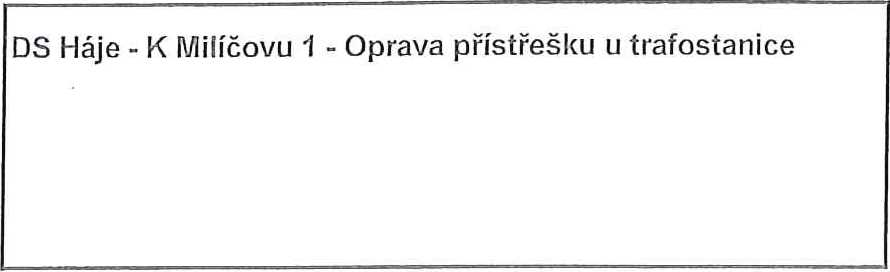 DS Háje - K Milíčovu 1 - Oprava přístřešku u trafostanice